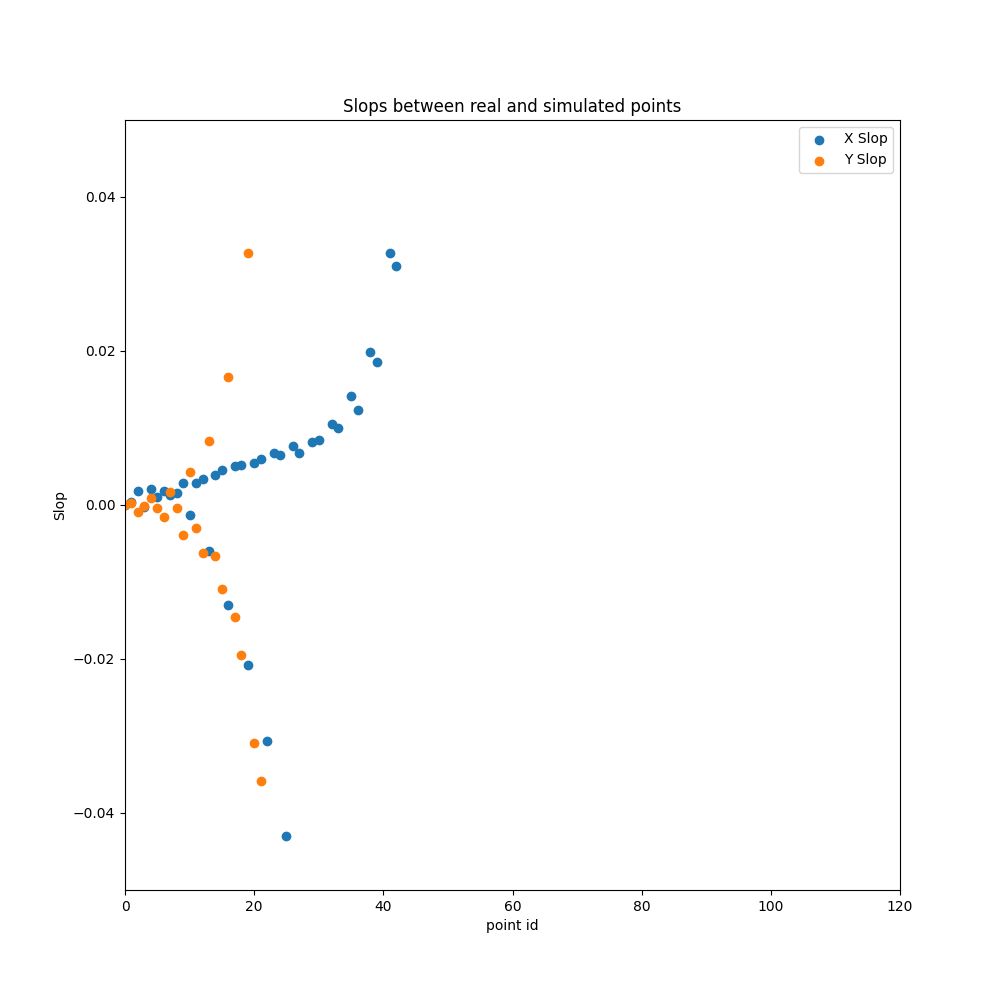 Slops between real and simulated points
X Slop
Y Slop
0.04
0.02
0.00
−0.02
−0.04
Slop
0 20 40 60 80 100 120
point id